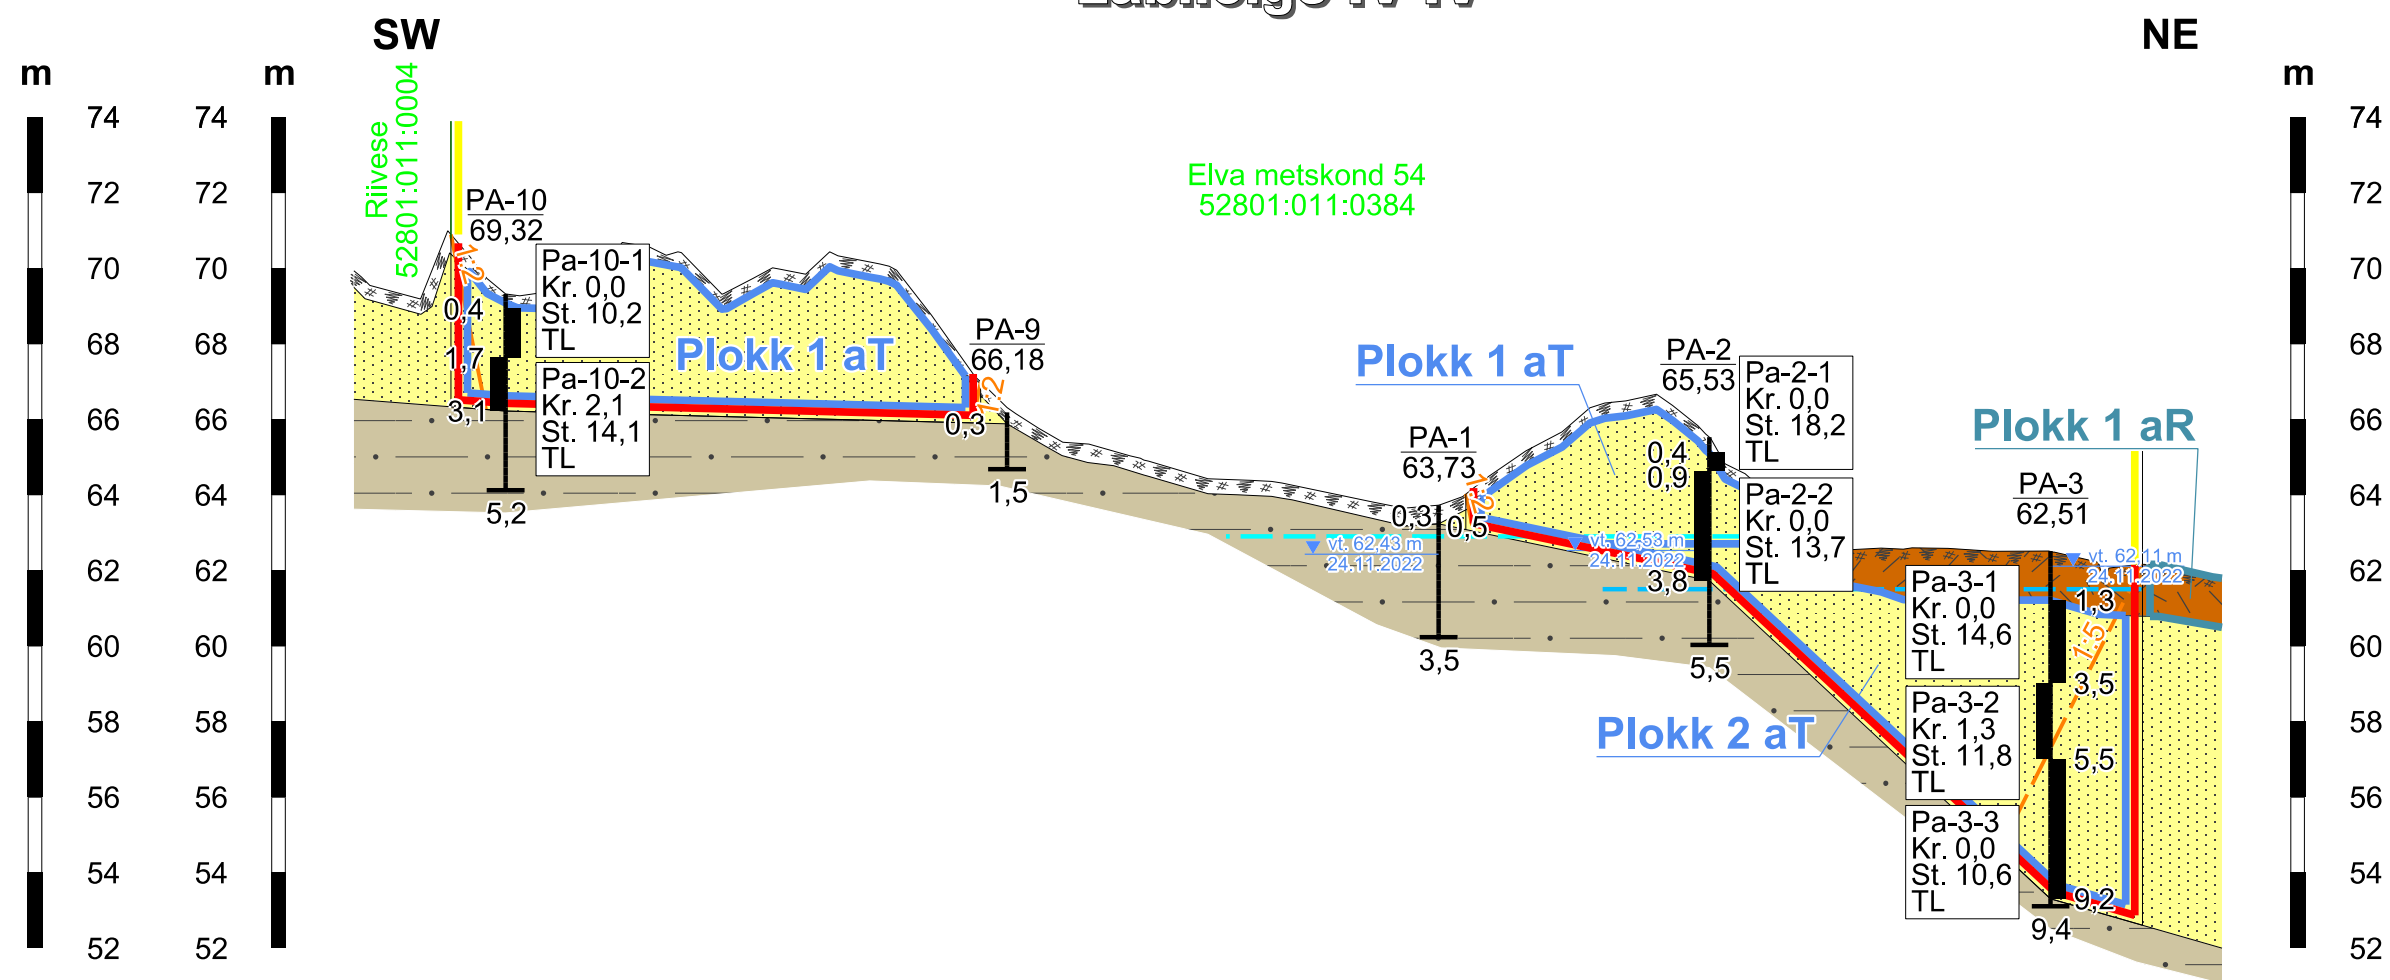 SW
NE
m
m
m
74
72
70
68
66
64
62
60
58
56
54
52
74
72
70
68
66
64
62
60
58
56
54
52
Riivese
52801:011:0004
PA-10
69,32
1:2
0,4
1,7
3,1
5,2
Pa-10-1
Kr. 0,0
St. 10,2
TL
Pa-10-2
Kr. 2,1
St. 14,1
TL
Plokk 1 aT
PA-9
66,18
1:2
0,3
1,5
Elva metskond 54
52801:011:0384
Plokk 1 aT
PA-1
63,73
1:2
0,3
0,5
vt. 62,43 m
24.11.2022
3,5
PA-2
65,53
0,4
0,9
vt. 62,53 m
24.11.2022
3,8
5,5
Pa-2-1
Kr. 0,0
St. 18,2
TL
Pa-2-2
Kr. 0,0
St. 13,7
TL
Plokk 2 aT
Plokk 1 aR
PA-3
62,51
vt. 62,11 m
24.11.2022
1,3
1:5
3,5
5,5
9,2
9,4
Pa-3-1
Kr. 0,0
St. 14,6
TL
Pa-3-2
Kr. 1,3
St. 11,8
TL
Pa-3-3
Kr. 0,0
St. 10,6
TL
74
72
70
68
66
64
62
60
58
56
54
52